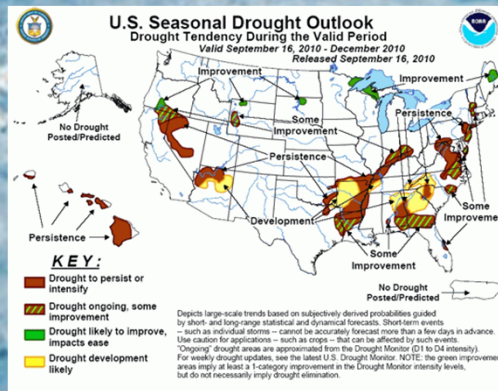 U.S. Seasonal Drought Outlook
Drought Tendency During the Valid Period
Valid September 16, 2010 - December 2010
Released September 16, 2010
NOAA
Improvement
Improvement
No Drought
Posted/Predicted
Persistence
Some
Improvement
Persistence
Development
Some
Improvement
Some
Improvement
Persistence
No Drought
Posted/Predicted
KEY:
Drought to persist or
intensify
Drought ongoing, some
improvement
Drought likely to improve,
impacts ease
Drought development
likely
Depicts large-scale trends based on subjectively derived probabilities guided
by short- and long-range statistical and dynamical forecasts. Short-term events
-- such as individual storms -- cannot be accurately forecast more than a few days in advance.
Use caution for applications -- such as crops -- that can be affected by such events.
"Ongoing" drought areas are approximated from the Drought Monitor (D1 to D4 intensity).
For weekly drought updates, see the latest U.S. Drought Monitor. NOTE: the green improvement
areas imply at least a 1-category improvement in the Drought Monitor intensity levels,
but do not necessarily imply drought elimination.